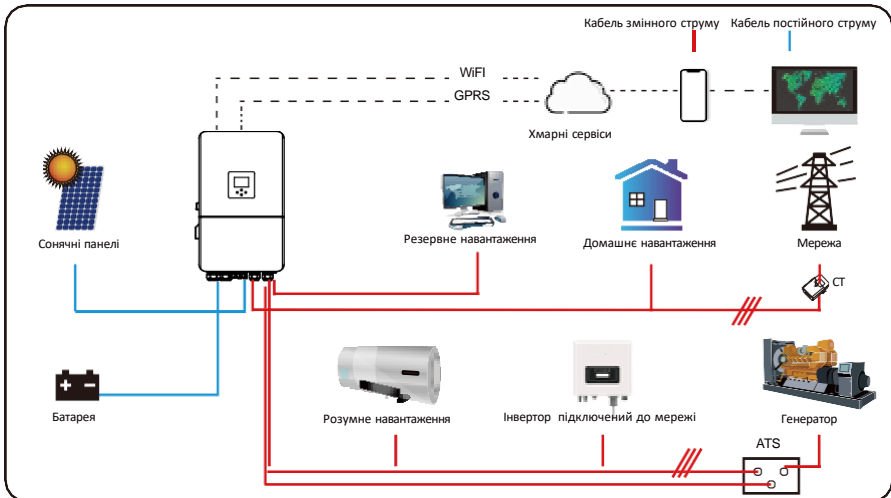 Кабель змінного струму
Кабель постійного струму
WiFI
GPRS
Хмарні сервіси
Сонячні панелі
Резервне навантаження
Домашнє навантаження
Мережа
CT
Батарея
Розумне навантаження
Інвертор підключений до мережі
Генератор
ATS